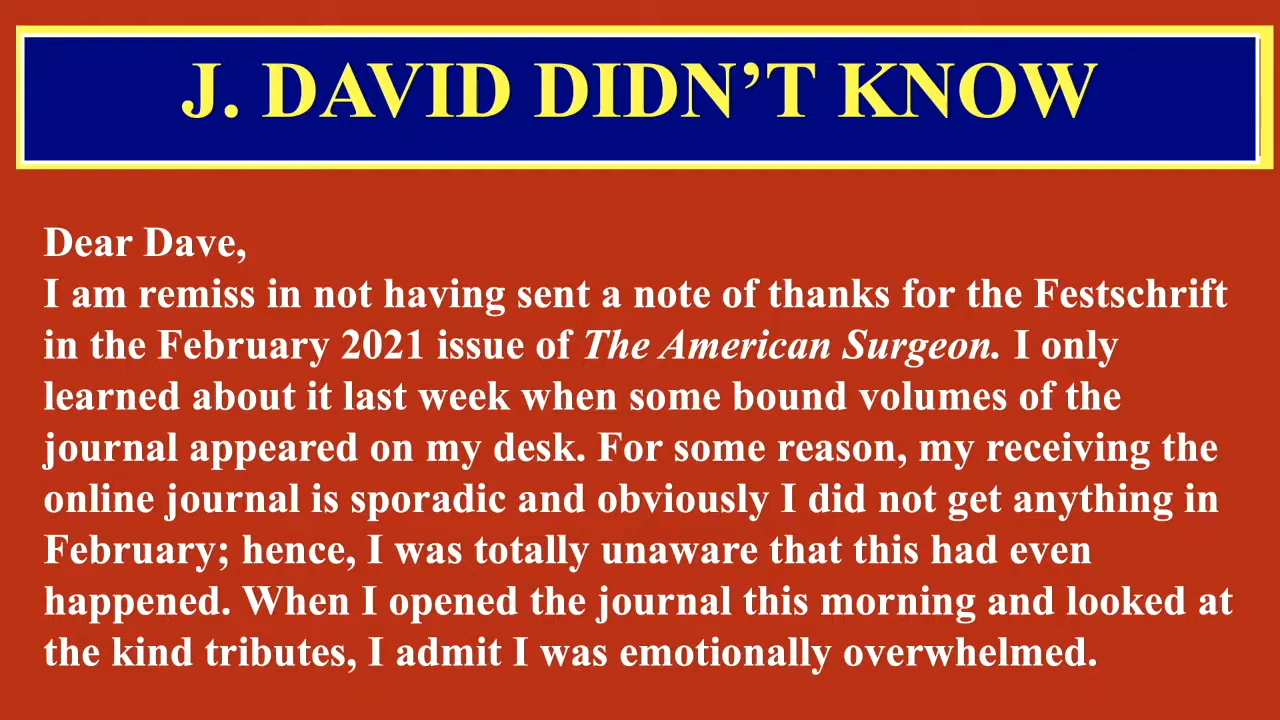 J. DAVID DIDN’T KNOW
Dear Dave,
I am remiss in not having sent a note of thanks for the Festschrift
in the February 2021 issue of The American Surgeon. I only
learned about it last week when some bound volumes of the
journal appeared on my desk. For some reason, my receiving the
online journal is sporadic and obviously I did not get anything in
February; hence, I was totally unaware that this had even
happened. When I opened the journal this morning and looked at
the kind tributes, I admit I was emotionally overwhelmed.